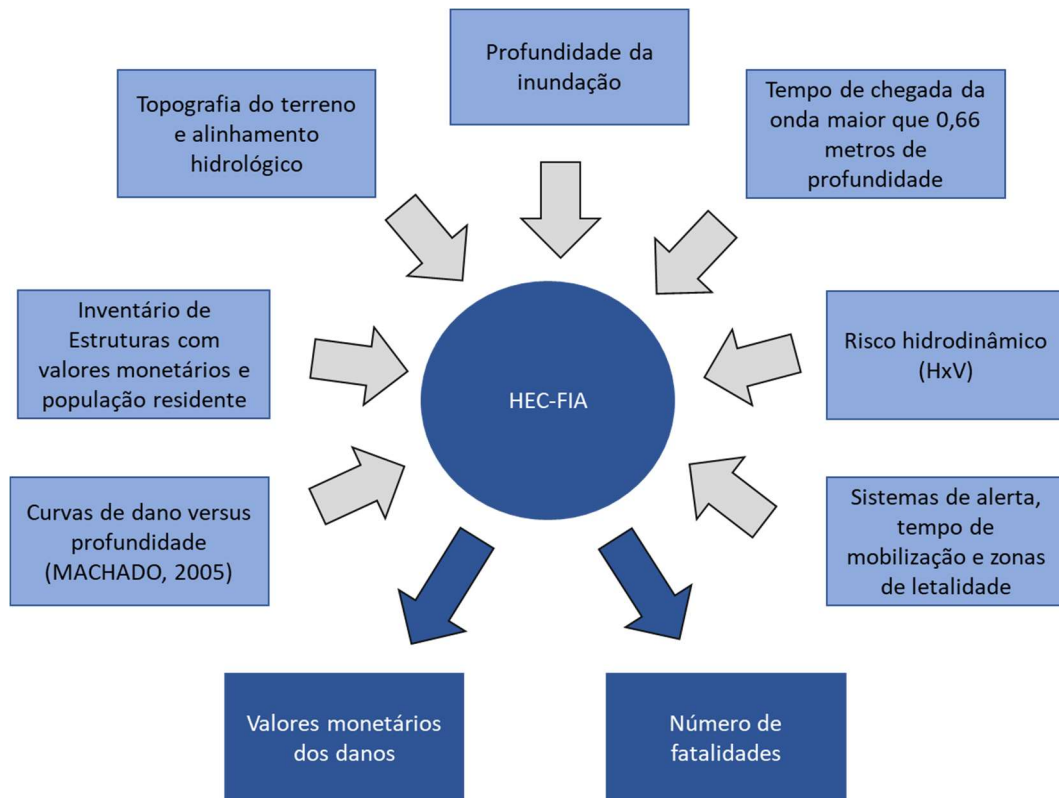 Profundidade da
inundação
Topografia do terreno
e alinhamento
hidrológico
Tempo de chegada da
onda maior que 0,66
metros de
profundidade
Inventário de
Estruturas com
valores monetários e
população residente
HEC-FIA
Risco hidrodinâmico
(HxV)
Curvas de dano versus
profundidade
(MACHADO, 2005)
Sistemas de alerta,
tempo de
mobilização e zonas
de letalidade
Valores monetários
dos danos
Número de
fatalidades